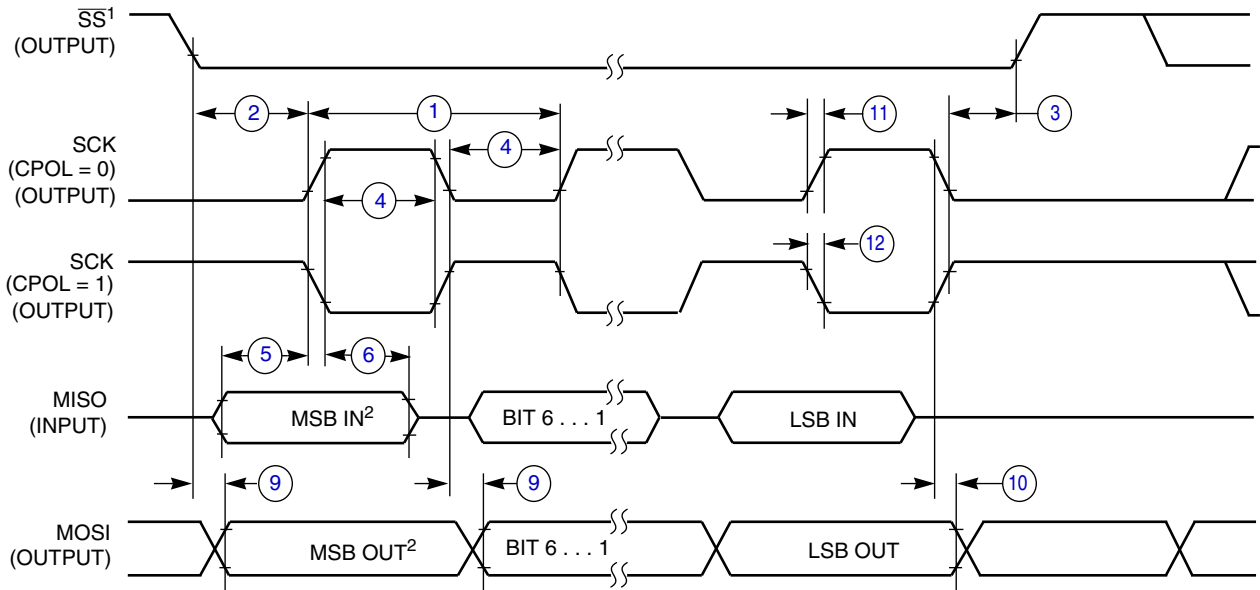 SS¹
(OUTPUT)
2
1
11
3
SCK
(CPOL = 0)
(OUTPUT)
4
4
12
SCK
(CPOL = 1)
(OUTPUT)
5
6
MISO
(INPUT)
MSB IN²
BIT 6 . . . 1
LSB IN
9
9
10
MOSI
(OUTPUT)
MSB OUT²
BIT 6 . . . 1
LSB OUT